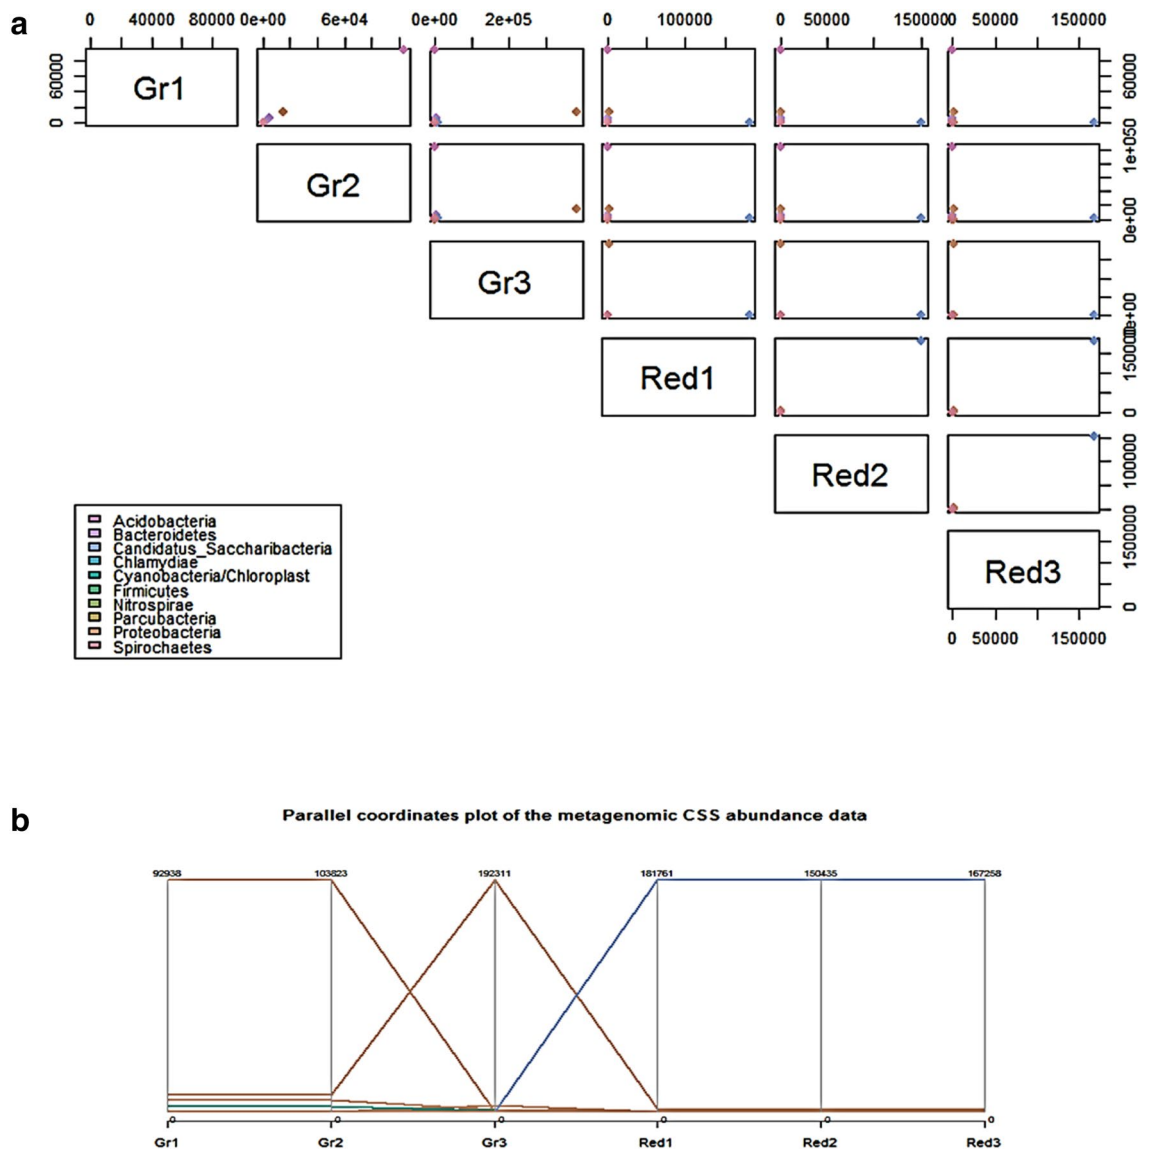 a
0 40000 80000 0e+00 6e+04 0e+00 2e+05 0 100000 0 50000 1500000 0 50000 150000
0 60000
Gr1
0 60000
Gr2
0e+00 1e+050
Gr3
0e+00
Red1
0 150000
Red2
100000
Acidobacteria
Bacteroidetes
Candidatus_Saccharibacteria
Chlamydiae
Cyanobacteria/Chloroplast
Firmicutes
Nitrospirae
Parcubacteria
Proteobacteria
Spirochaetes
Red3
0 1500000
0 50000 150000
b
Parallel coordinates plot of the metagenomic CSS abundance data
92938 103823 192311 181761 150435 167258
0 0 0 0 0 0
Gr1 Gr2 Gr3 Red1 Red2 Red3